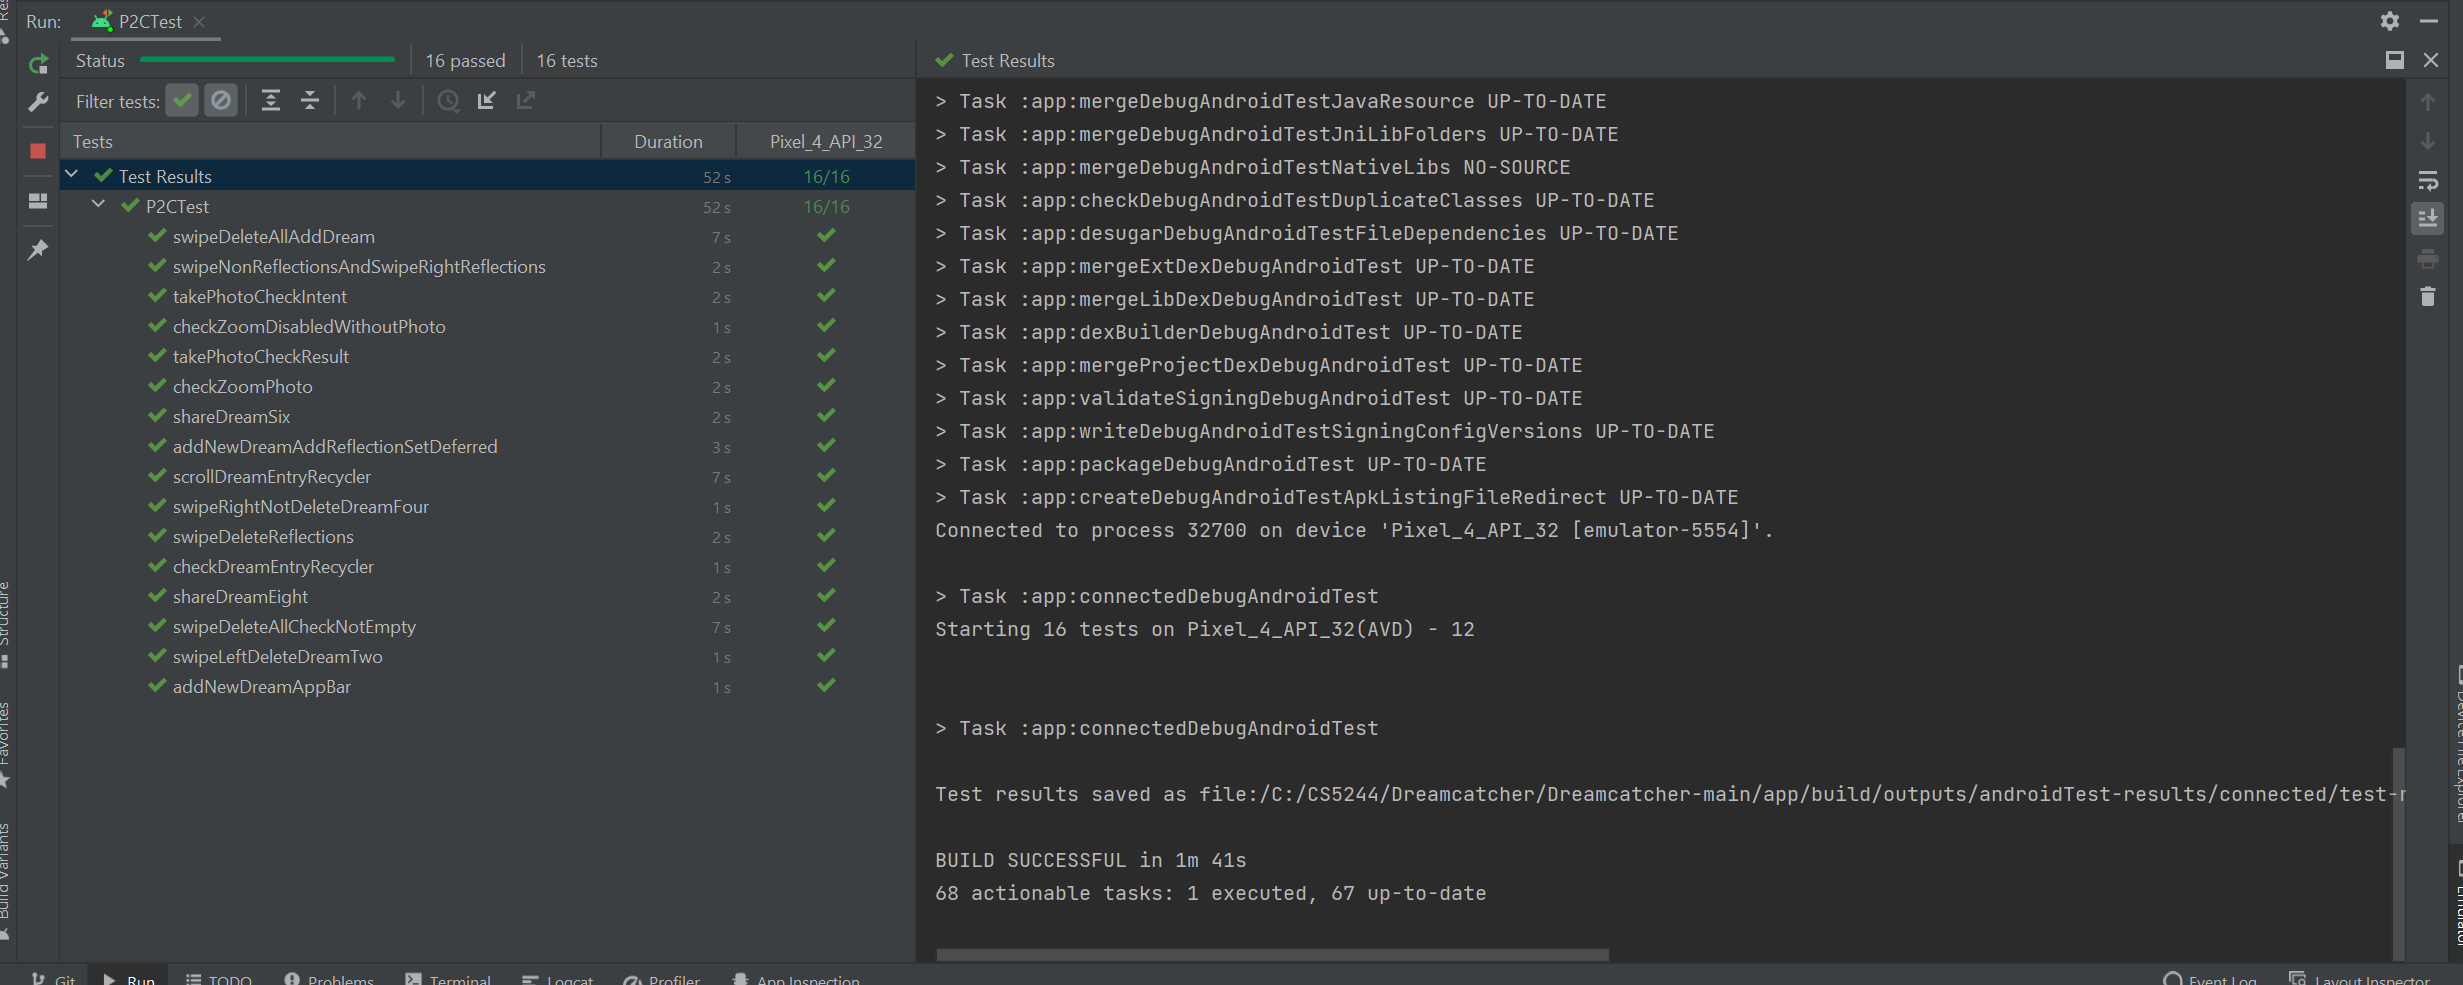 Run: P2CTest
Status 16 passed 16 tests
Filter tests:
Tests Duration Pixel_4_API_32
Test Results 52 s 16/16
P2CTest 52 s 16/16
swipeDeleteAllAddDream 7 s
swipeNonReflectionsAndSwipeRightReflections 2 s
takePhotoCheckIntent 2 s
checkZoomDisabledWithoutPhoto 1 s
takePhotoCheckResult 2 s
checkZoomPhoto 2 s
shareDreamSix 2 s
addNewDreamAddReflectionSetDeferred 3 s
scrollDreamEntryRecycler 7 s
swipeRightNotDeleteDreamFour 1 s
swipeDeleteReflections 2 s
checkDreamEntryRecycler 1 s
shareDreamEight 2 s
swipeDeleteAllCheckNotEmpty 7 s
swipeLeftDeleteDreamTwo 1 s
addNewDreamAppBar 1 s
Test Results
> Task :app:mergeDebugAndroidTestJavaResource UP-TO-DATE
> Task :app:mergeDebugAndroidTestJniLibFolders UP-TO-DATE
> Task :app:mergeDebugAndroidTestNativeLibs NO-SOURCE
> Task :app:checkDebugAndroidTestDuplicateClasses UP-TO-DATE
> Task :app:desugarDebugAndroidTestFileDependencies UP-TO-DATE
> Task :app:mergeExtDexDebugAndroidTest UP-TO-DATE
> Task :app:mergeLibDexDebugAndroidTest UP-TO-DATE
> Task :app:dexBuilderDebugAndroidTest UP-TO-DATE
> Task :app:mergeProjectDexDebugAndroidTest UP-TO-DATE
> Task :app:validateSigningDebugAndroidTest UP-TO-DATE
> Task :app:writeDebugAndroidTestSigningConfigVersions UP-TO-DATE
> Task :app:packageDebugAndroidTest UP-TO-DATE
> Task :app:createDebugAndroidTestApkListingFileRedirect UP-TO-DATE
Connected to process 32700 on device 'Pixel_4_API_32 [emulator-5554]'.
> Task :app:connectedDebugAndroidTest
Starting 16 tests on Pixel_4_API_32(AVD) - 12
> Task :app:connectedDebugAndroidTest
Test results saved as file:/C:/CS5244/Dreamcatcher/Dreamcatcher-main/app/build/outputs/androidTest-results/connected/test-r
BUILD SUCCESSFUL in 1m 41s
68 actionable tasks: 1 executed, 67 up-to-date
Structure
Favorites
Build Variants
Device File Explorer
Emulator
Git Run TODO Problems Terminal Logcat Profiler App Inspection Event Log Layout Inspector